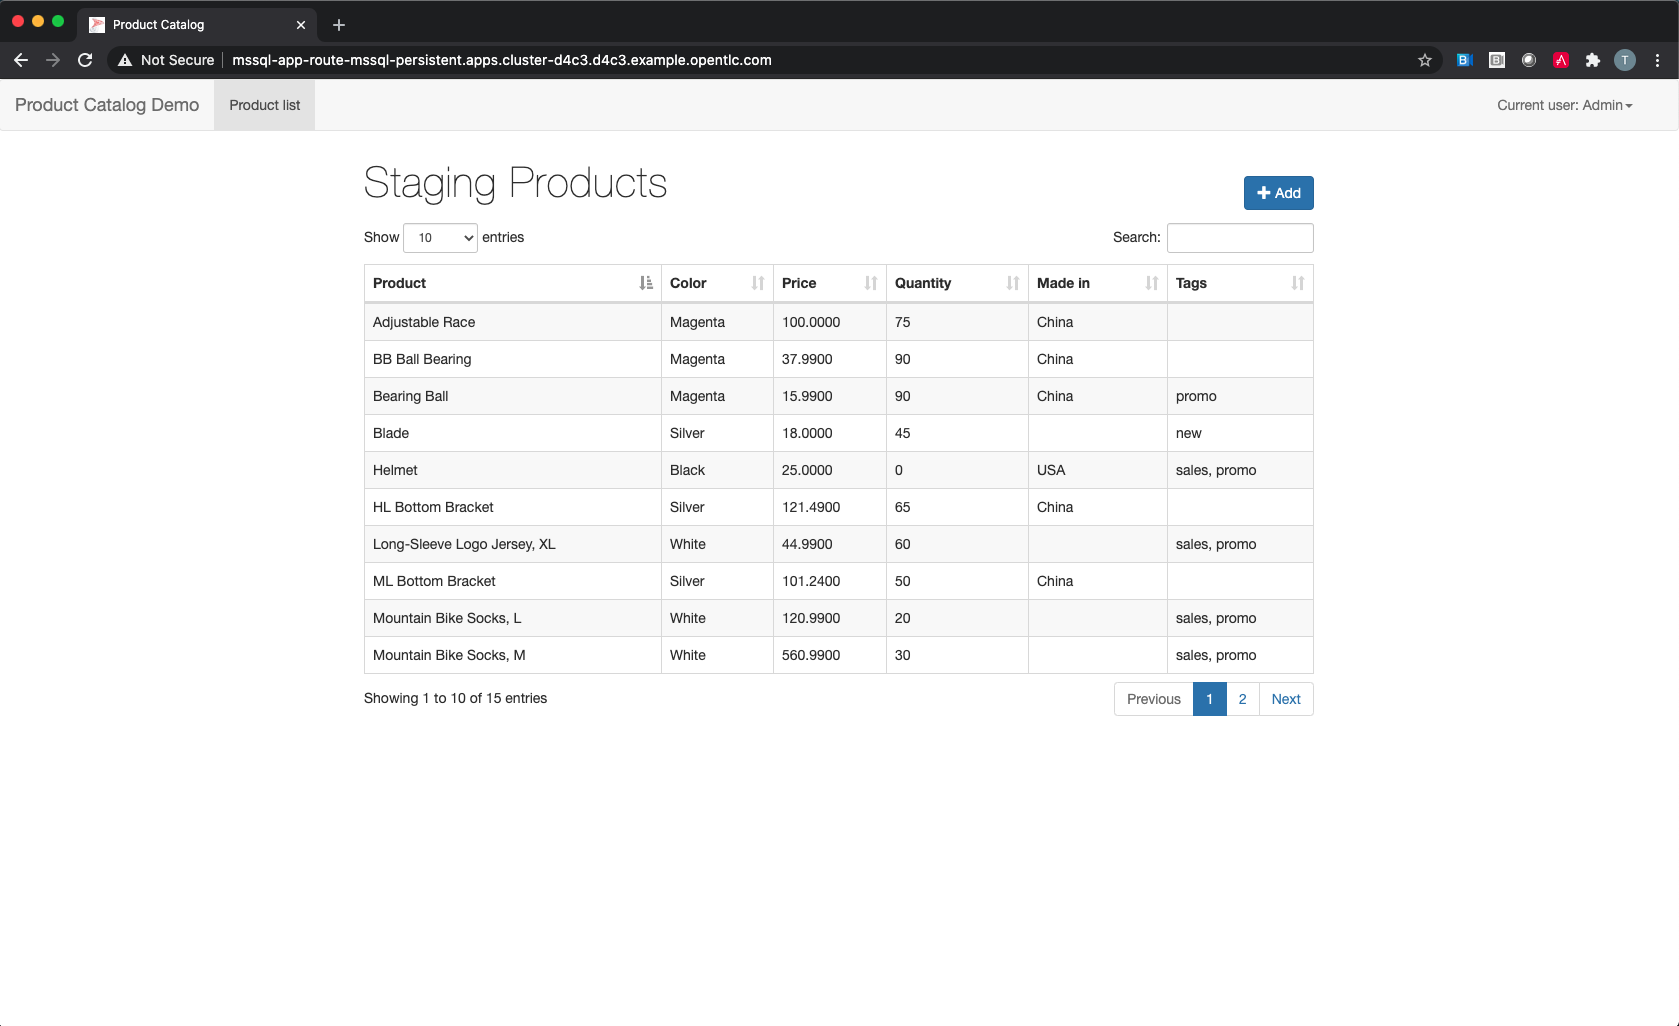 Product Catalog
Not Secure mssql-app-route-mssql-persistent.apps.cluster-d4c3.d4c3.example.opentlc.com T
Product Catalog Demo Product list Current user: Admin
Staging Products
+ Add
Show 10 entries Search:
Product Color Price Quantity Made in Tags
Adjustable Race Magenta 100.0000 75 China
BB Ball Bearing Magenta 37.9900 90 China
Bearing Ball Magenta 15.9900 90 China promo
Blade Silver 18.0000 45 new
Helmet Black 25.0000 0 USA sales, promo
HL Bottom Bracket Silver 121.4900 65 China
Long-Sleeve Logo Jersey, XL White 44.9900 60 sales, promo
ML Bottom Bracket Silver 101.2400 50 China
Mountain Bike Socks, L White 120.9900 20 sales, promo
Mountain Bike Socks, M White 560.9900 30 sales, promo
Showing 1 to 10 of 15 entries Previous 1 2 Next